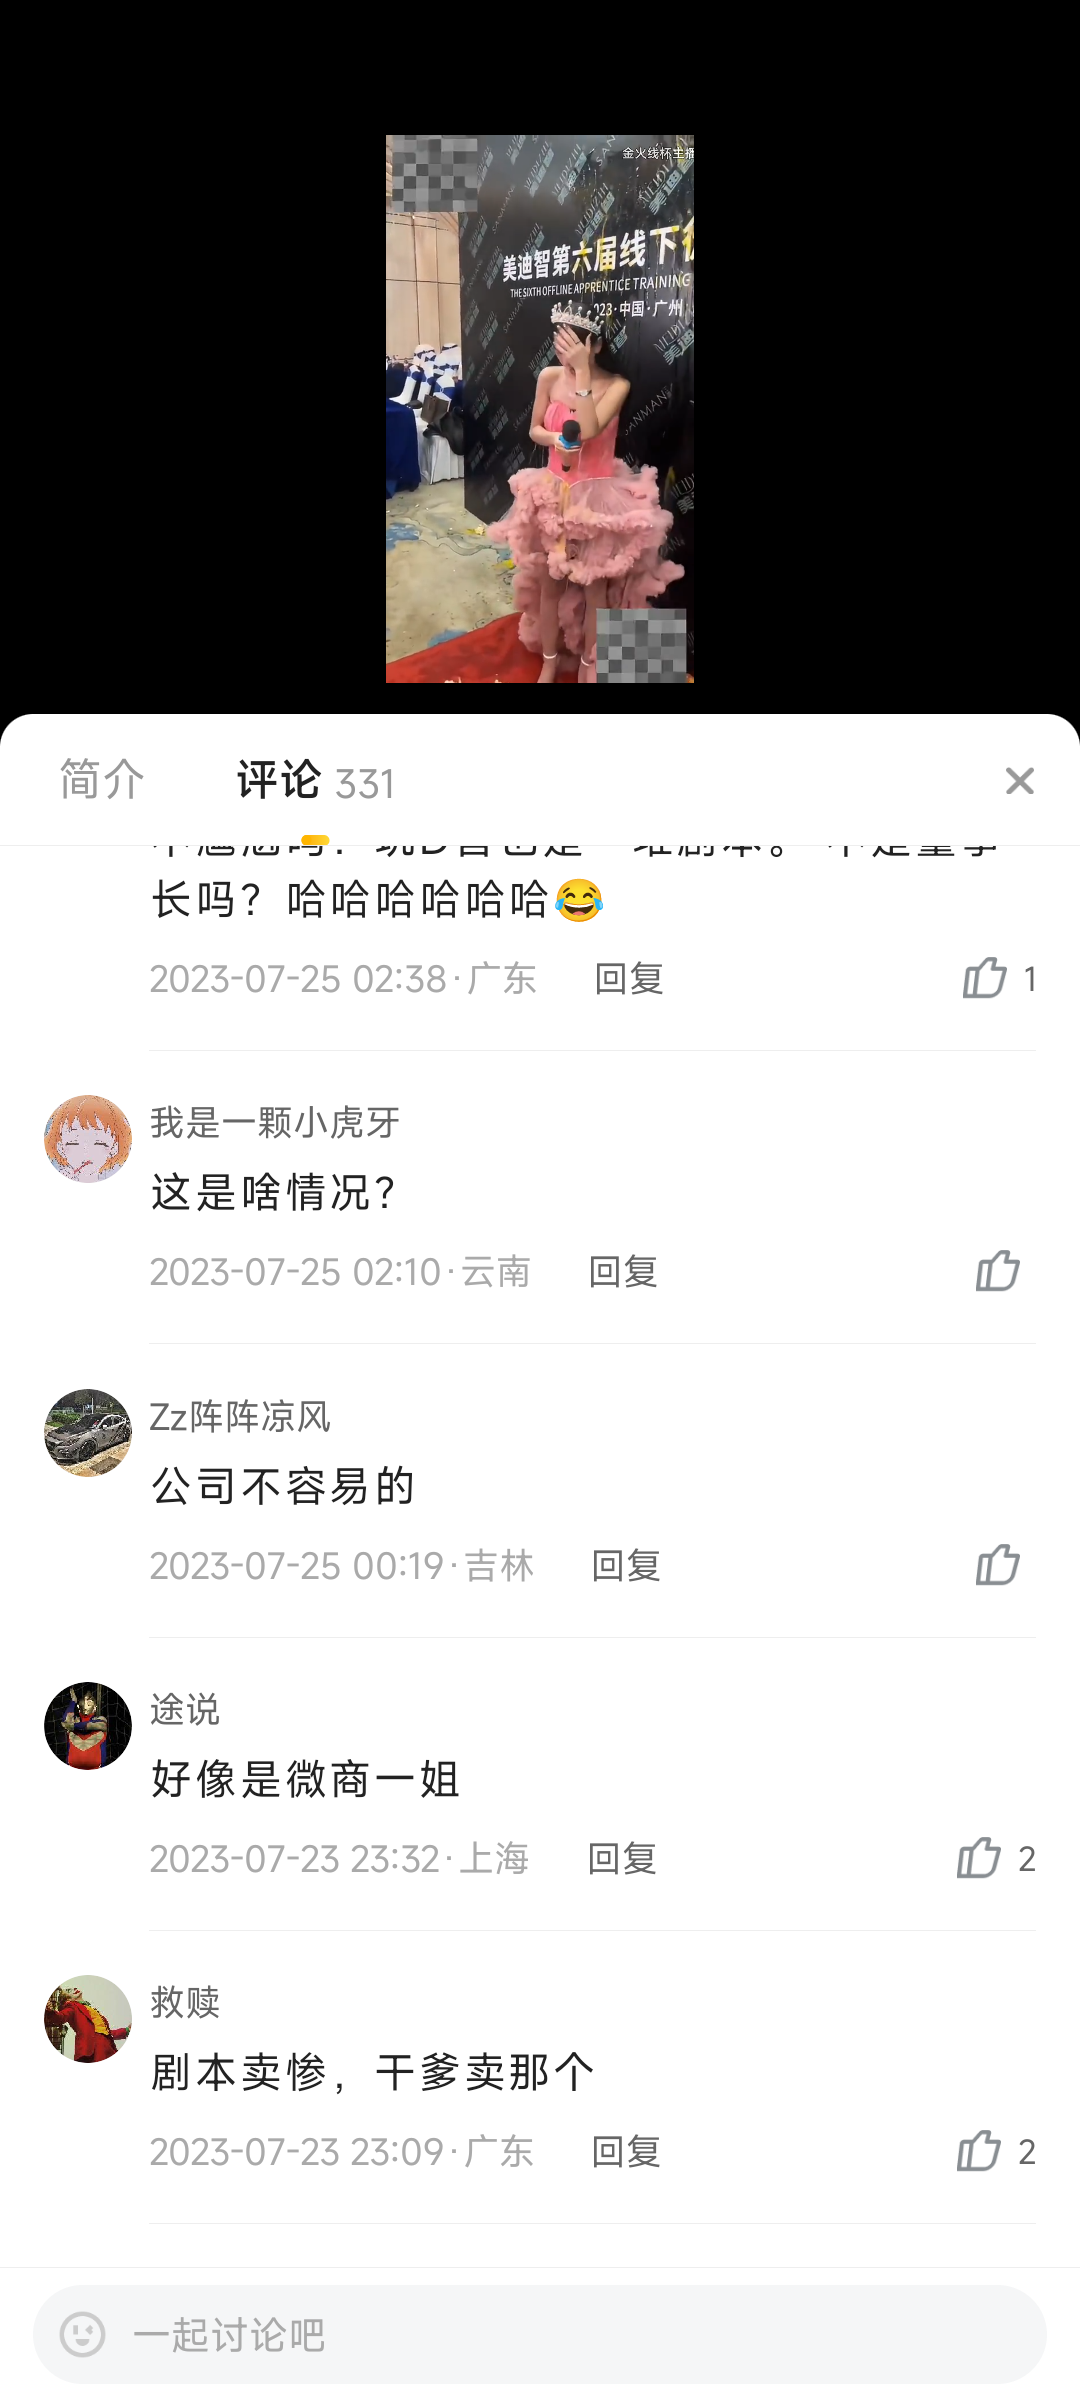 金火线杯主播
美迪智第六届线下
THE SIXTH OFFLINE APPRENTICE TRAINING
023·中国·广州
MEIDIZHI
美迪智
SANMANI
简介
评论 331
长吗？哈哈哈哈哈哈😂
2023-07-25 02:38·广东 回复 1
我是一颗小虎牙
这是啥情况？
2023-07-25 02:10·云南 回复
Zz阵阵凉风
公司不容易的
2023-07-25 00:19·吉林 回复
途说
好像是微商一姐
2023-07-23 23:32·上海 回复 2
救赎
剧本卖惨，干爹卖那个
2023-07-23 23:09·广东 回复 2
一起讨论吧